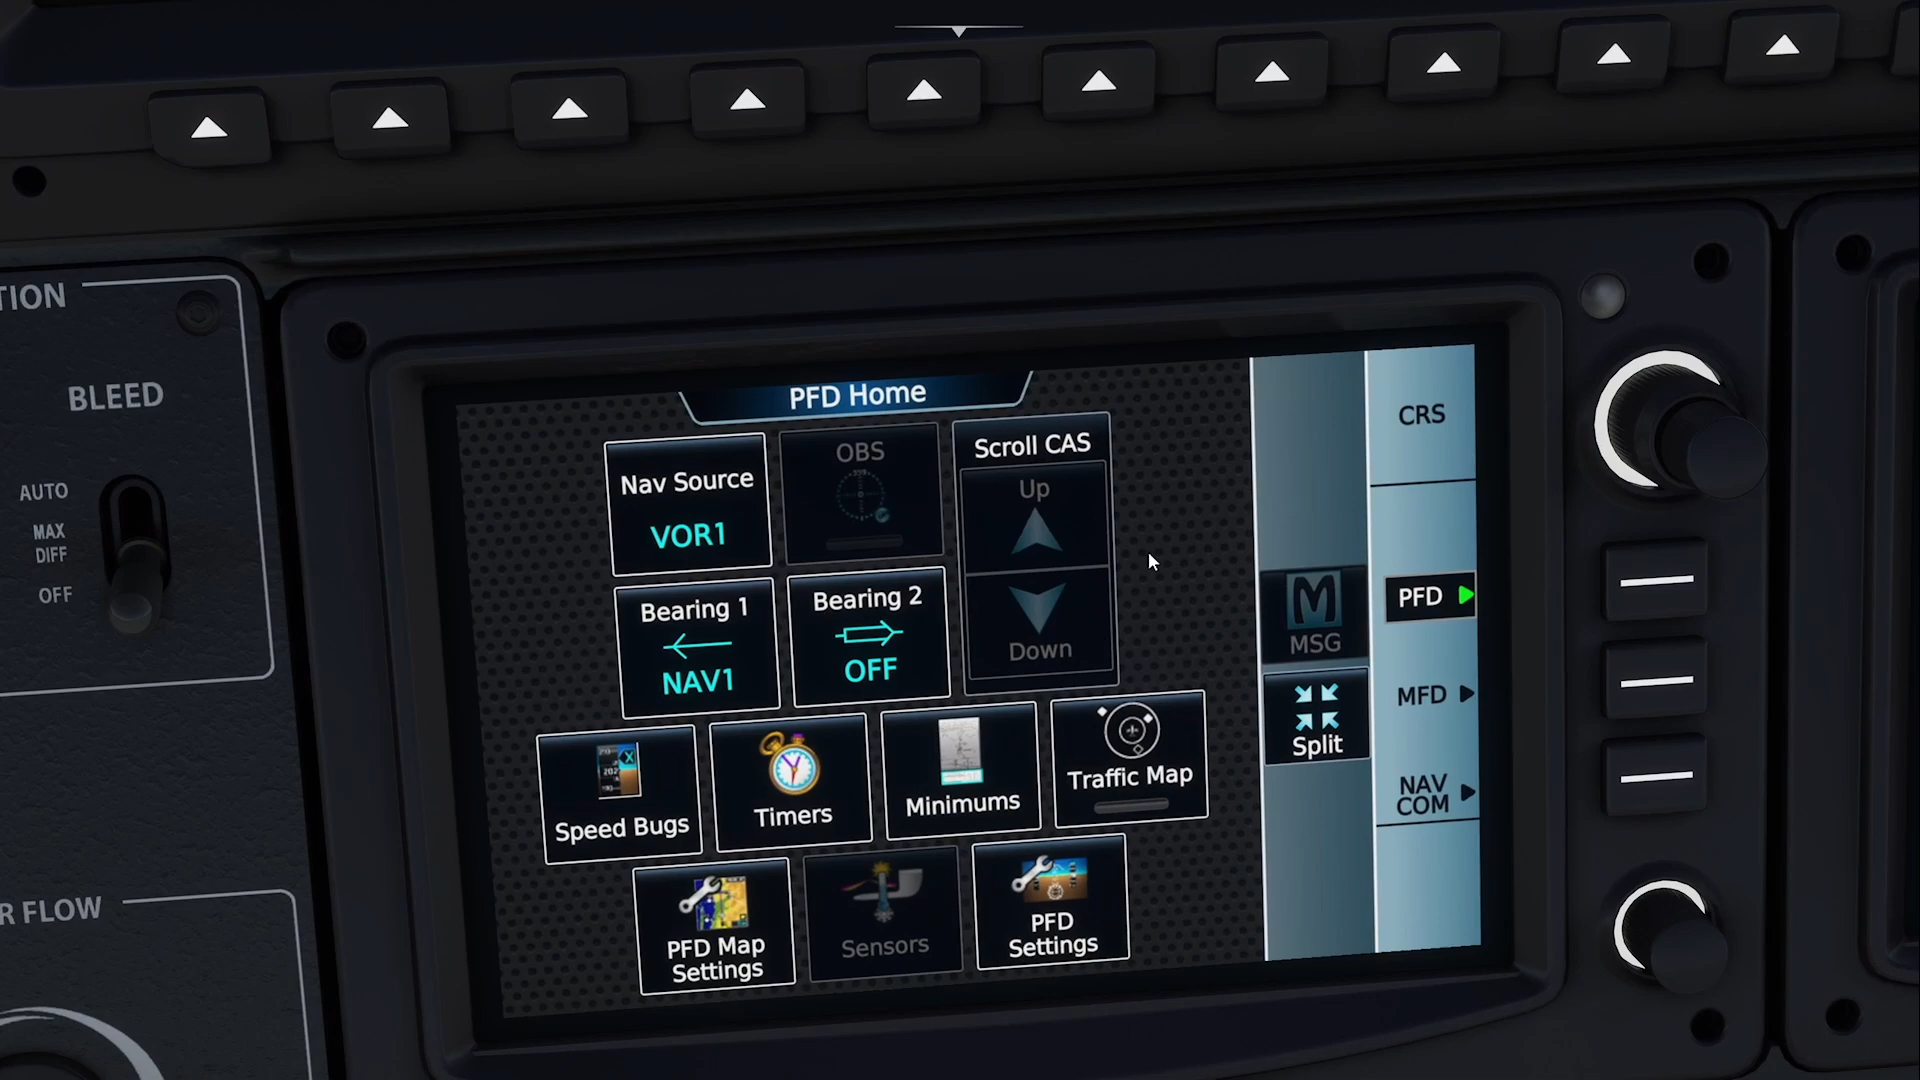 TION
BLEED
AUTO
MAX
DIFF
OFF
R FLOW
PFD Home
Nav Source
VOR1
OBS
Scroll CAS
Up
Down
Bearing 1
NAV1
Bearing 2
OFF
Speed Bugs
Timers
Minimums
Traffic Map
PFD Map
Settings
Sensors
PFD
Settings
MSG
Split
CRS
PFD
MFD
NAV
COM